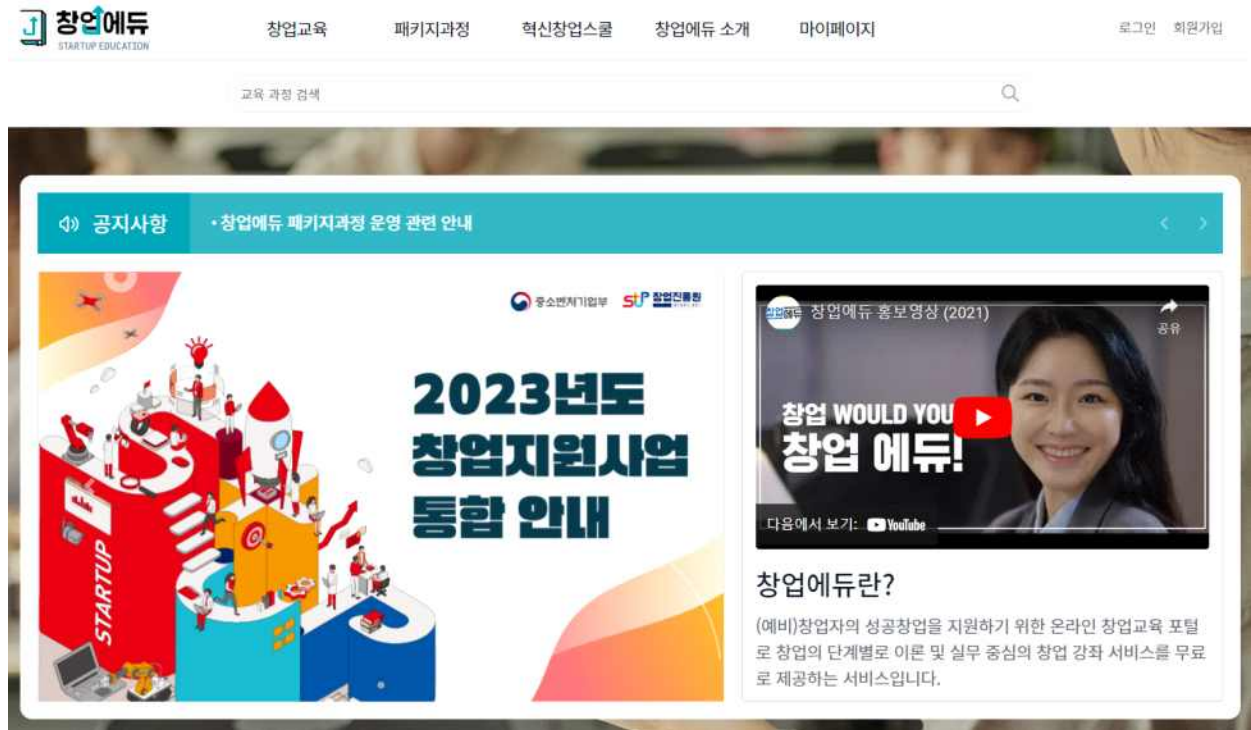 창업에듀
STARTUP EDUCATION
창업교육 패키지과정 혁신창업스쿨 창업에듀 소개 마이페이지
로그인 회원가입
교육 과정 검색
공지사항
• 창업에듀 패키지과정 운영 관련 안내
중소벤처기업부 창업진흥원
2023년도
창업지원사업
통합 안내
STARTUP
창업에듀 홍보영상 (2021)
공유
창업 WOULD YOU
창업 에듀!
다음에서 보기: YouTube
창업에듀란?
(예비)창업자의 성공창업을 지원하기 위한 온라인 창업교육 포털
로 창업의 단계별로 이론 및 실무 중심의 창업 강좌 서비스를 무료
로 제공하는 서비스입니다.